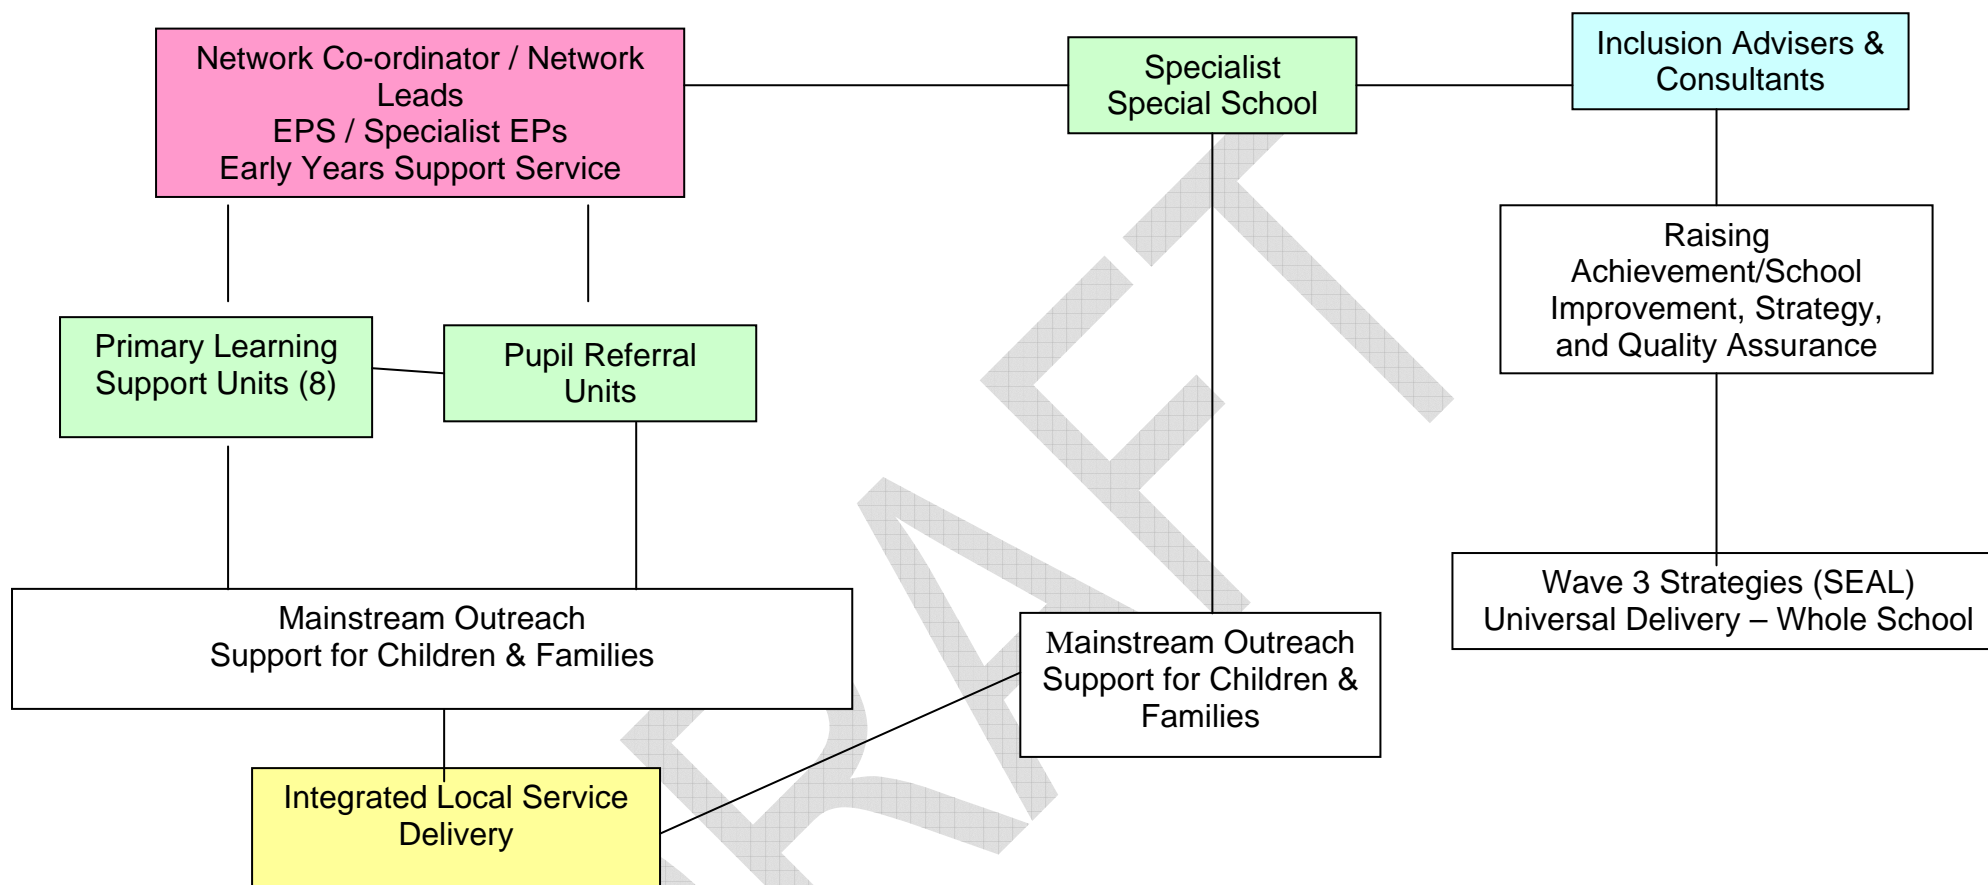 Network Co-ordinator / Network
Leads
EPS / Specialist EPs
Early Years Support Service
Specialist
Special School
Inclusion Advisers &
Consultants
Raising
Achievement/School
Improvement, Strategy,
and Quality Assurance
Primary Learning
Support Units (8)
Pupil Referral
Units
Wave 3 Strategies (SEAL)
Universal Delivery – Whole School
Mainstream Outreach
Support for Children & Families
Mainstream Outreach
Support for Children &
Families
Integrated Local Service
Delivery
DRAFT